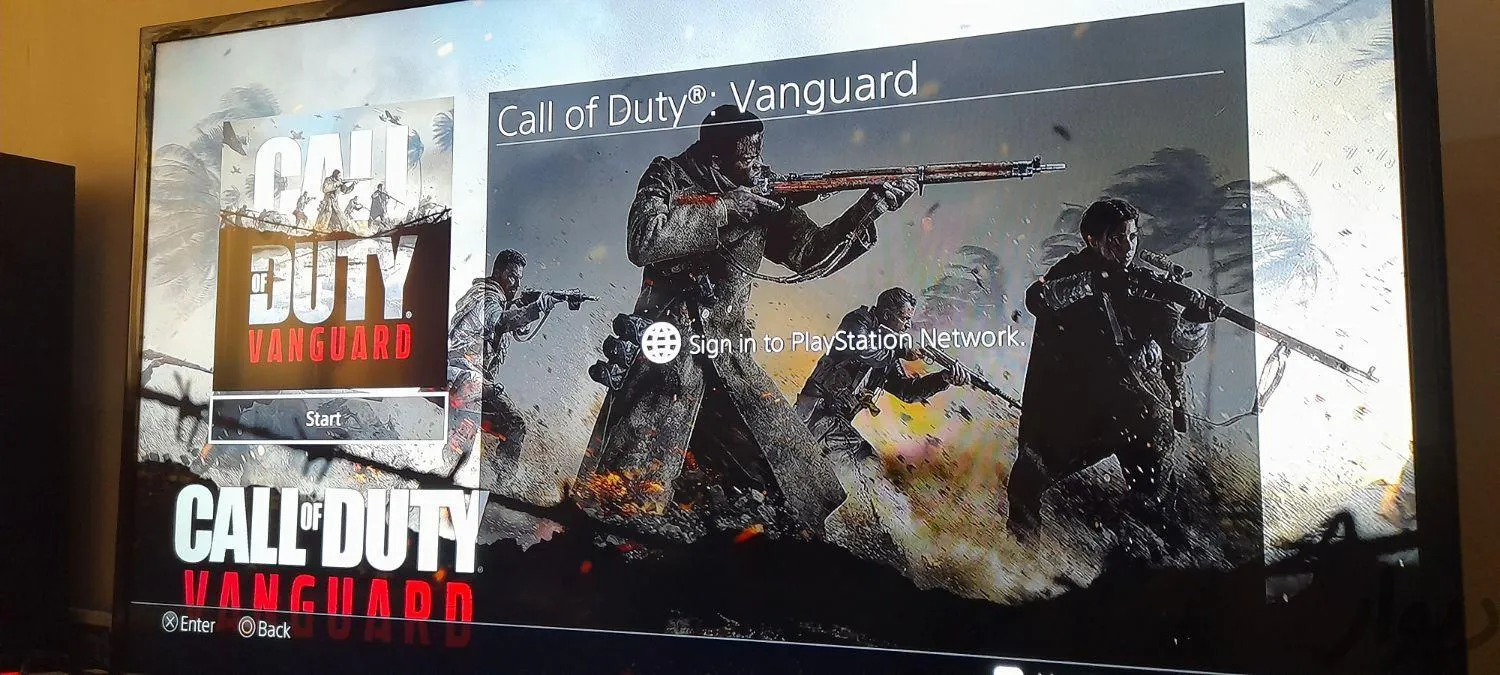 Call of Duty®: Vanguard
CALL
OF DUTY®
VANGUARD
Sign in to PlayStation Network.
Start
CALL OF DUTY®
VANGUARD
Enter
Back
دیوار